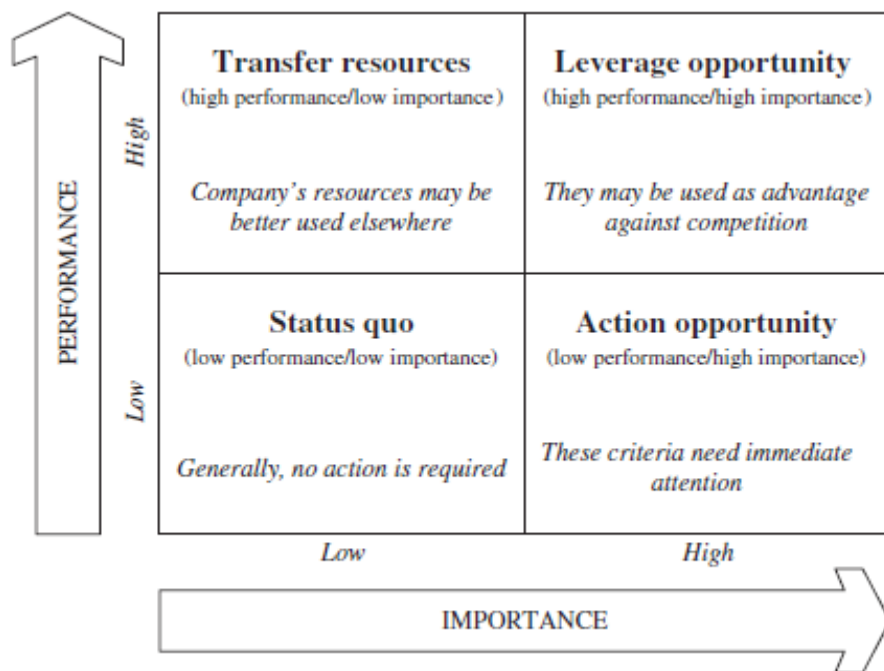 Transfer resources
(high performance/low importance)
Company's resources may be
better used elsewhere
Leverage opportunity
(high performance/high importance)
They may be used as advantage
against competition
High
PERFORMANCE
Low
Status quo
(low performance/low importance)
Generally, no action is required
Action opportunity
(low performance/high importance)
These criteria need immediate
attention
Low
High
IMPORTANCE